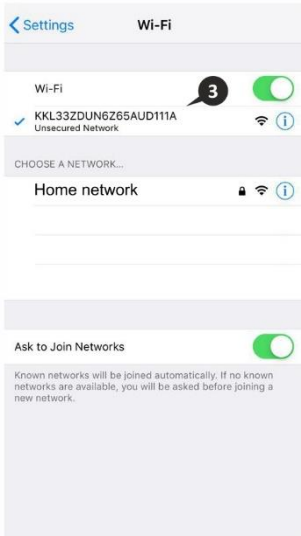 Settings Wi-Fi
Wi-Fi
3
KKL33ZDUN6Z65AUD111A
Unsecured Network
CHOOSE A NETWORK...
Home network
Ask to Join Networks
Known networks will be joined automatically. If no known
networks are available, you will be asked before joining a
new network.